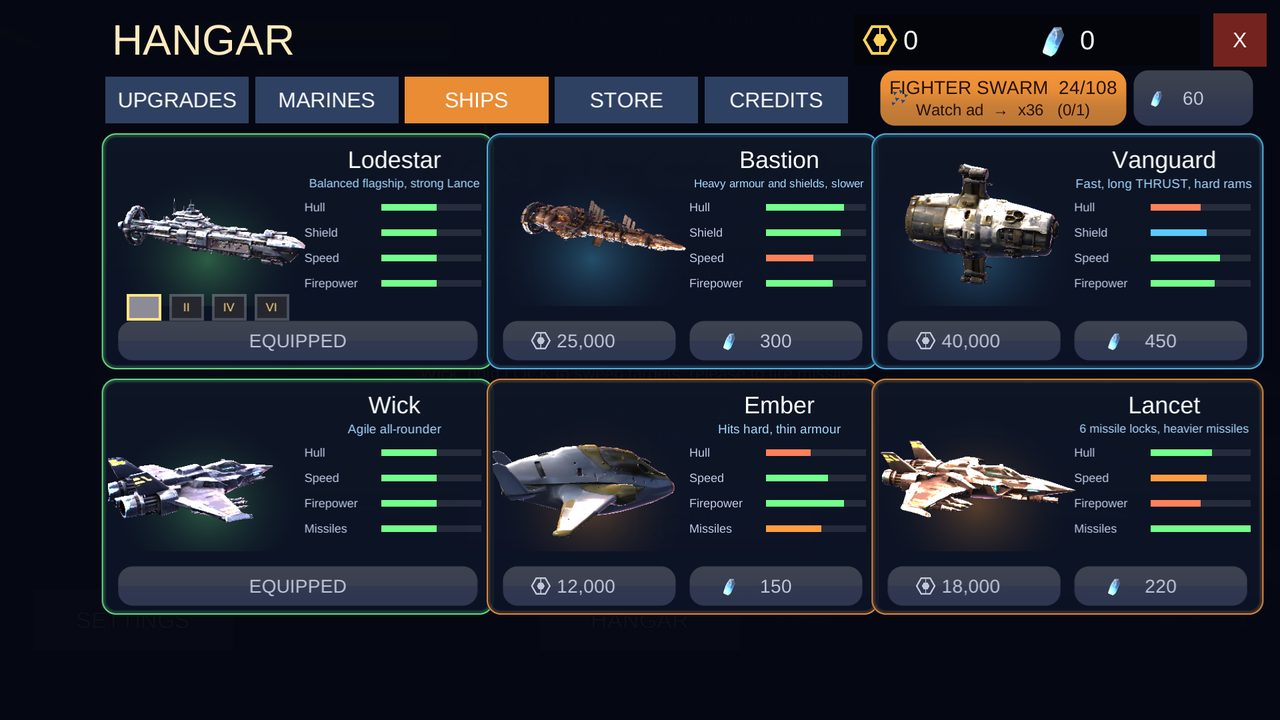 HANGAR
0
0
X
UPGRADES
MARINES
SHIPS
STORE
CREDITS
FIGHTER SWARM 24/108
Watch ad → x36 (0/1)
60
Lodestar
Balanced flagship, strong Lance
Hull
Shield
Speed
Firepower
II
IV
VI
EQUIPPED
Bastion
Heavy armour and shields, slower
Hull
Shield
Speed
Firepower
25,000
300
Vanguard
Fast, long THRUST, hard rams
Hull
Shield
Speed
Firepower
40,000
450
Wick
Agile all-rounder
Hull
Speed
Firepower
Missiles
EQUIPPED
Ember
Hits hard, thin armour
Hull
Speed
Firepower
Missiles
12,000
150
Lancet
6 missile locks, heavier missiles
Hull
Speed
Firepower
Missiles
18,000
220
SETTINGS
HANGAR